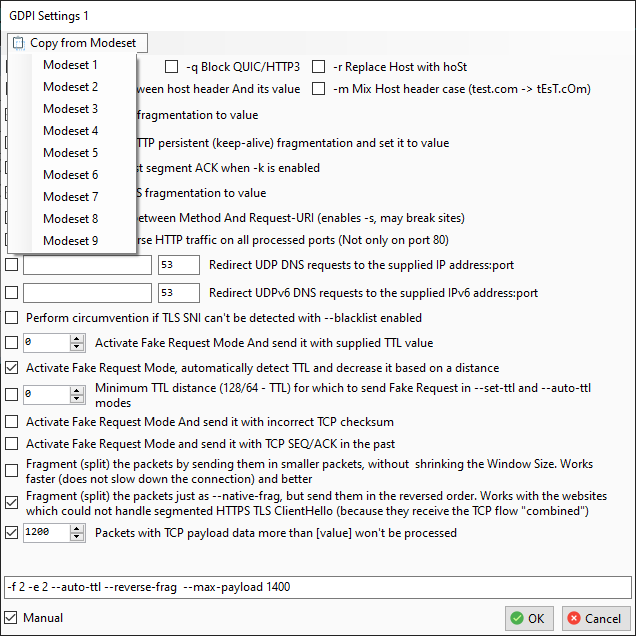 GDPI Settings 1
Copy from Modeset
Modeset 1
-q Block QUIC/HTTP3
-r Replace Host with hoSt
Modeset 2
ween host header And its value
-m Mix Host header case (test.com -> tEsT.cOm)
Modeset 3
fragmentation to value
Modeset 4
TP persistent (keep-alive) fragmentation and set it to value
Modeset 5
st segment ACK when -k is enabled
Modeset 6
Modeset 7
S fragmentation to value
Modeset 8
etween Method And Request-URI (enables -s, may break sites)
Modeset 9
rse HTTP traffic on all processed ports (Not only on port 80)
53
Redirect UDP DNS requests to the supplied IP address:port
53
Redirect UDPv6 DNS requests to the supplied IPv6 address:port
Perform circumvention if TLS SNI can't be detected with --blacklist enabled
0
Activate Fake Request Mode And send it with supplied TTL value
Activate Fake Request Mode, automatically detect TTL and decrease it based on a distance
0
Minimum TTL distance (128/64 - TTL) for which to send Fake Request in --set-ttl and --auto-ttl
modes
Activate Fake Request Mode And send it with incorrect TCP checksum
Activate Fake Request Mode and send it with TCP SEQ/ACK in the past
Fragment (split) the packets by sending them in smaller packets, without  shrinking the Window Size. Works
faster (does not slow down the connection) and better
Fragment (split) the packets just as --native-frag, but send them in the reversed order. Works with the websites
which could not handle segmented HTTPS TLS ClientHello (because they receive the TCP flow "combined")
1200
Packets with TCP payload data more than [value] won't be processed
-f 2 -e 2 --auto-ttl --reverse-frag  --max-payload 1400
Manual
OK
Cancel